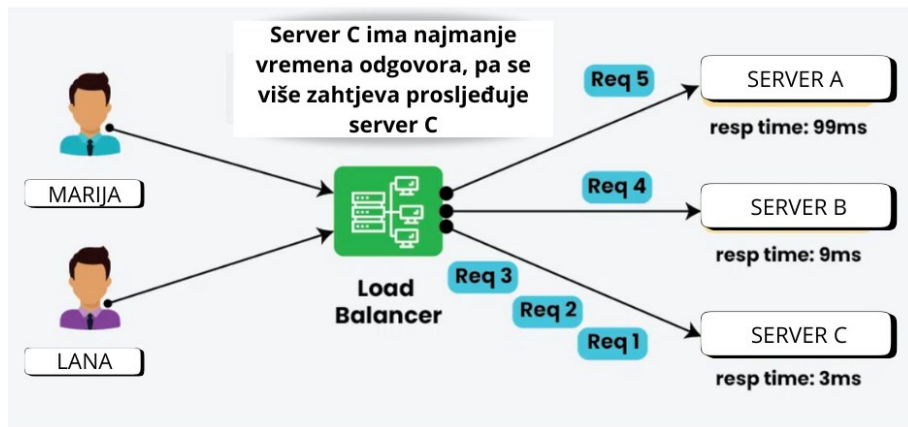 Server C ima najmanje
vremena odgovora, pa se
više zahtjeva prosljeđuje
server C
MARIJA
LANA
Load
Balancer
Req 5
Req 4
Req 3
Req 2
Req 1
SERVER A
resp time: 99ms
SERVER B
resp time: 9ms
SERVER C
resp time: 3ms